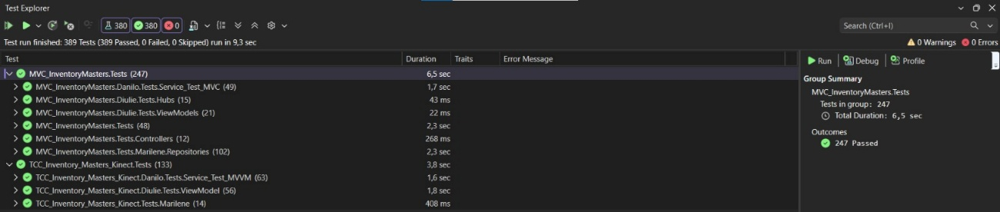 Test Explorer
380 380 0 Search (Ctrl+I)
Test run finished: 389 Tests (389 Passed, 0 Failed, 0 Skipped) run in 9,3 sec 0 Warnings 0 Errors
Test Duration Traits Error Message
MVC_InventoryMasters.Tests (247) 6,5 sec
MVC_InventoryMasters.Danilo.Tests.Service_Test_MVC (49) 1,7 sec
MVC_InventoryMasters.Diulie.Tests.Hubs (15) 43 ms
MVC_InventoryMasters.Diulie.Tests.ViewModels (21) 22 ms
MVC_InventoryMasters.Tests (48) 2,3 sec
MVC_InventoryMasters.Tests.Controllers (12) 268 ms
MVC_InventoryMasters.Tests.Marilene.Repositories (102) 2,3 sec
TCC_Inventory_Masters_Kinect.Tests (133) 3,8 sec
TCC_Inventory_Masters_Kinect.Danilo.Tests.Service_Test_MVVM (63) 1,6 sec
TCC_Inventory_Masters_Kinect.Diulie.Tests.ViewModel (56) 1,8 sec
TCC_Inventory_Masters_Kinect.Tests.Marilene (14) 408 ms
Run Debug Profile
Group Summary
MVC_InventoryMasters.Tests
Tests in group: 247
Total Duration: 6,5 sec
Outcomes
247 Passed